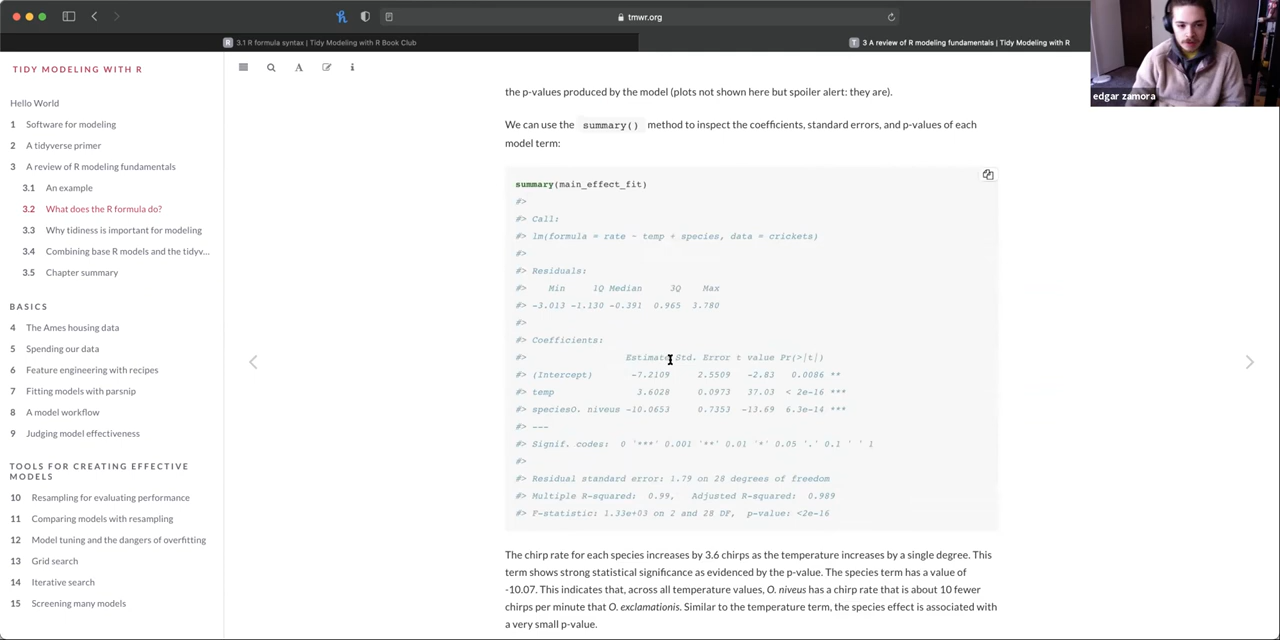 tmwr.org
R 3.1 R formula syntax | Tidy Modeling with R Book Club
T 3 A review of R modeling fundamentals | Tidy Modeling with R
edgar zamora
TIDY MODELING WITH R
Hello World
1 Software for modeling
2 A tidyverse primer
3 A review of R modeling fundamentals
3.1 An example
3.2 What does the R formula do?
3.3 Why tidiness is important for modeling
3.4 Combining base R models and the tidyv...
3.5 Chapter summary
BASICS
4 The Ames housing data
5 Spending our data
6 Feature engineering with recipes
7 Fitting models with parsnip
8 A model workflow
9 Judging model effectiveness
TOOLS FOR CREATING EFFECTIVE
MODELS
10 Resampling for evaluating performance
11 Comparing models with resampling
12 Model tuning and the dangers of overfitting
13 Grid search
14 Iterative search
15 Screening many models
the p-values produced by the model (plots not shown here but spoiler alert: they are).
We can use the summary() method to inspect the coefficients, standard errors, and p-values of each
model term:
summary(main_effect_fit)
#>
#> Call:
#> lm(formula = rate ~ temp + species, data = crickets)
#>
#> Residuals:
#> Min 1Q Median 3Q Max
#> -3.013 -1.130 -0.391 0.965 3.780
#>
#> Coefficients:
#> Estimate Std. Error t value Pr(>|t|)
#> (Intercept) -7.2109 2.5509 -2.83 0.0086 **
#> temp 3.6028 0.0973 37.03 < 2e-16 ***
#> speciesO. niveus -10.0653 0.7353 -13.69 6.3e-14 ***
#> ---
#> Signif. codes: 0 '***' 0.001 '**' 0.01 '*' 0.05 '.' 0.1 ' ' 1
#>
#> Residual standard error: 1.79 on 28 degrees of freedom
#> Multiple R-squared: 0.99, Adjusted R-squared: 0.989
#> F-statistic: 1.33e+03 on 2 and 28 DF, p-value: <2e-16
The chirp rate for each species increases by 3.6 chirps as the temperature increases by a single degree. This
term shows strong statistical significance as evidenced by the p-value. The species term has a value of
-10.07. This indicates that, across all temperature values, O. niveus has a chirp rate that is about 10 fewer
chirps per minute that O. exclamationis. Similar to the temperature term, the species effect is associated with
a very small p-value.